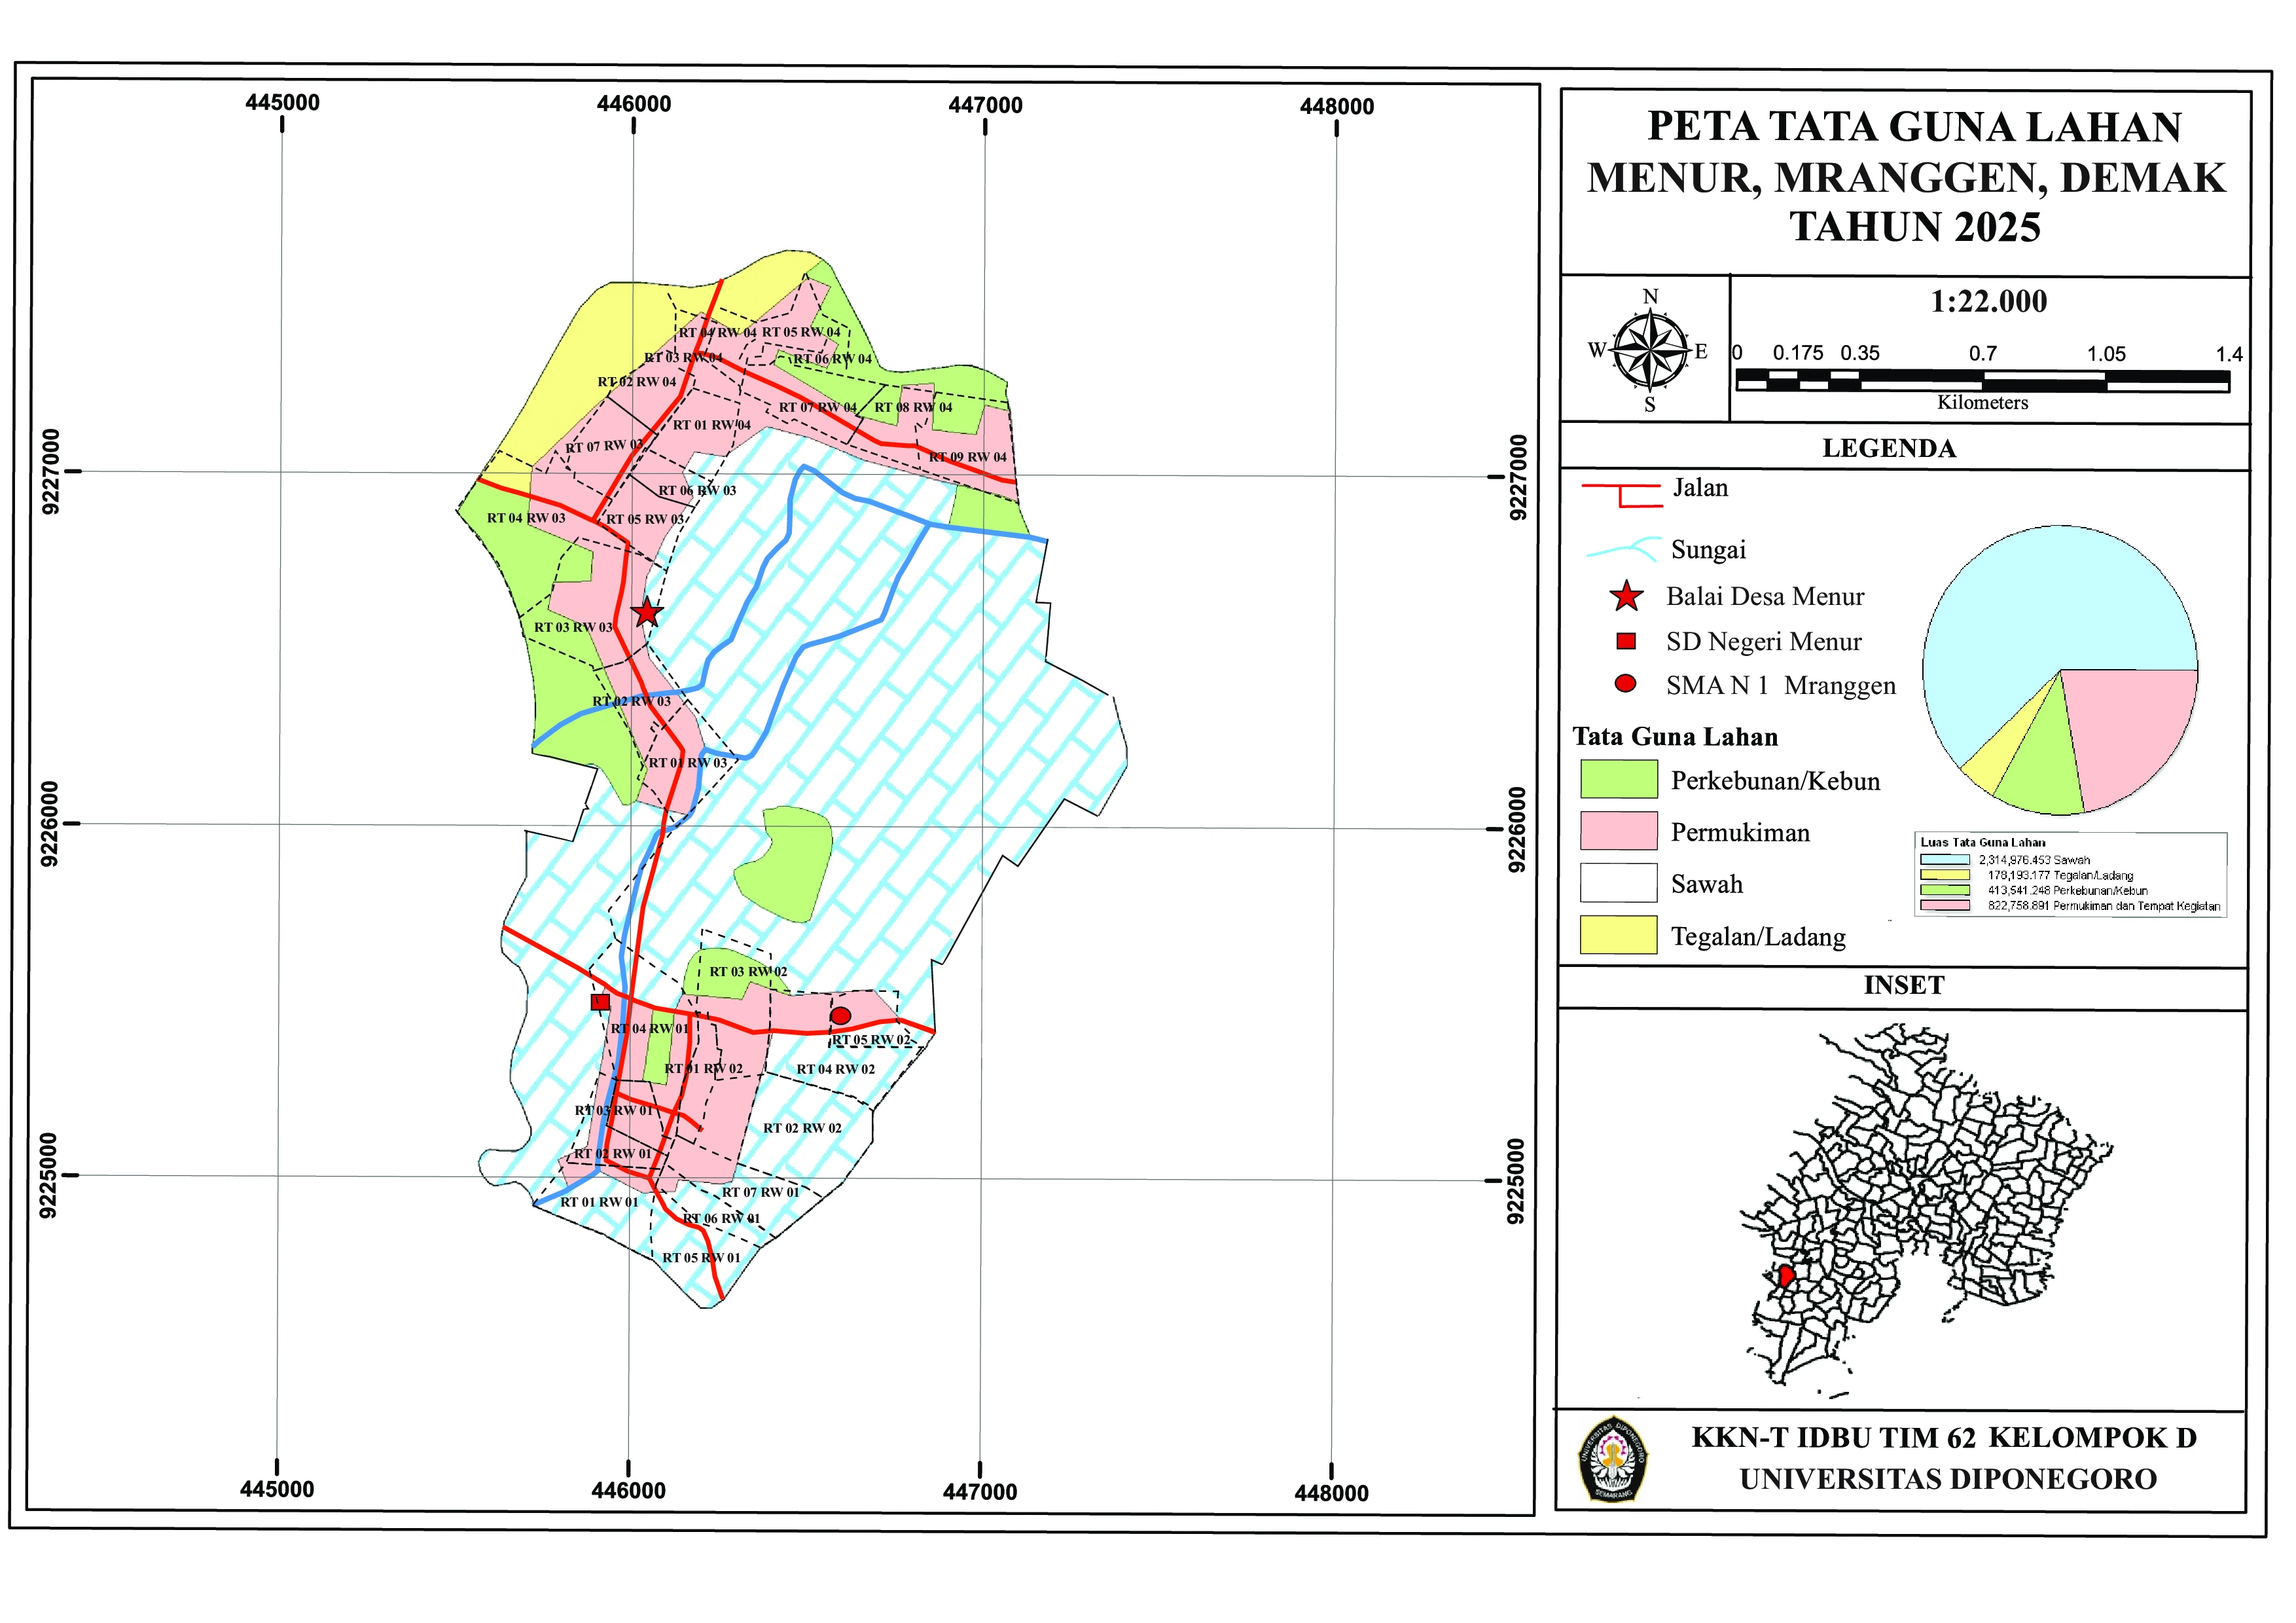 445000
446000
447000
448000
9227000
9226000
9225000
9227000
9226000
9225000
445000
446000
447000
448000
RT 04 RW 04
RT 05 RW 04
RT 03 RW 04
RT 06 RW 04
RT 02 RW 04
RT 07 RW 04
RT 08 RW 04
RT 01 RW 04
RT 07 RW 03
RT 09 RW 04
RT 06 RW 03
RT 04 RW 03
RT 05 RW 03
RT 03 RW 03
RT 02 RW 03
RT 01 RW 03
RT 03 RW 02
RT 04 RW 01
RT 05 RW 02
RT 01 RW 02
RT 04 RW 02
RT 03 RW 01
RT 02 RW 02
RT 02 RW 01
RT 07 RW 01
RT 01 RW 01
RT 06 RW 01
RT 05 RW 01
PETA TATA GUNA LAHAN
MENUR, MRANGGEN, DEMAK
TAHUN 2025
N
W
E
S
1:22.000
0 0.175 0.35 0.7 1.05 1.4
Kilometers
LEGENDA
Jalan
Sungai
Balai Desa Menur
SD Negeri Menur
SMA N 1 Mranggen
Tata Guna Lahan
Perkebunan/Kebun
Permukiman
Sawah
Tegalan/Ladang
Luas Tata Guna Lahan
2,314,976.453 Sawah
178,193.177 Tegalan/Ladang
413,541.248 Perkebunan/Kebun
822,758.891 Permukiman dan Tempat Kegiatan
INSET
UNIVERSITAS DIPONEGORO
SEMARANG
KKN-T IDBU TIM 62 KELOMPOK D
UNIVERSITAS DIPONEGORO